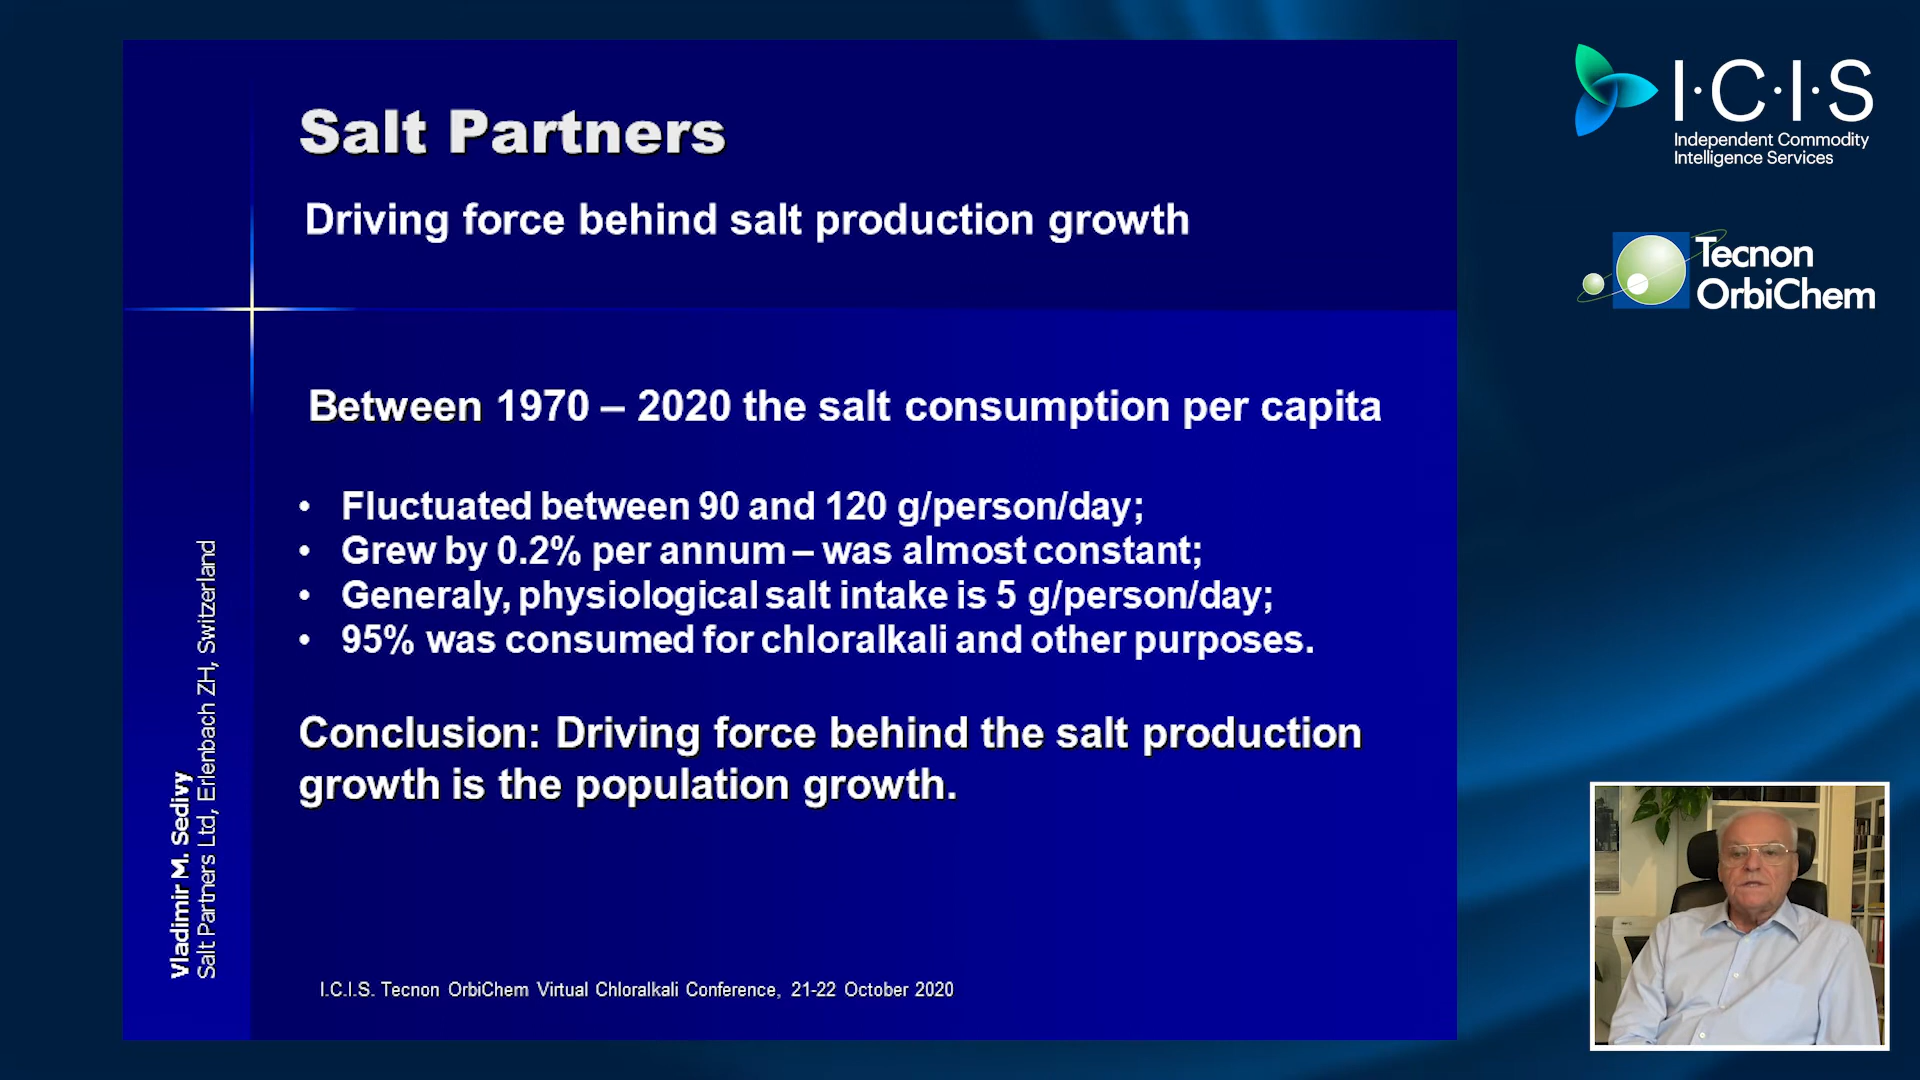 Salt Partners
Driving force behind salt production growth
Between 1970 – 2020 the salt consumption per capita
• Fluctuated between 90 and 120 g/person/day;
• Grew by 0.2% per annum – was almost constant;
• Generaly, physiological salt intake is 5 g/person/day;
• 95% was consumed for chloralkali and other purposes.
Conclusion: Driving force behind the salt production
growth is the population growth.
Vladimir M. Sedivy
Salt Partners Ltd, Erlenbach ZH, Switzerland
I.C.I.S. Tecnon OrbiChem Virtual Chloralkali Conference, 21-22 October 2020
I·C·I·S
Independent Commodity
Intelligence Services
Tecnon
OrbiChem